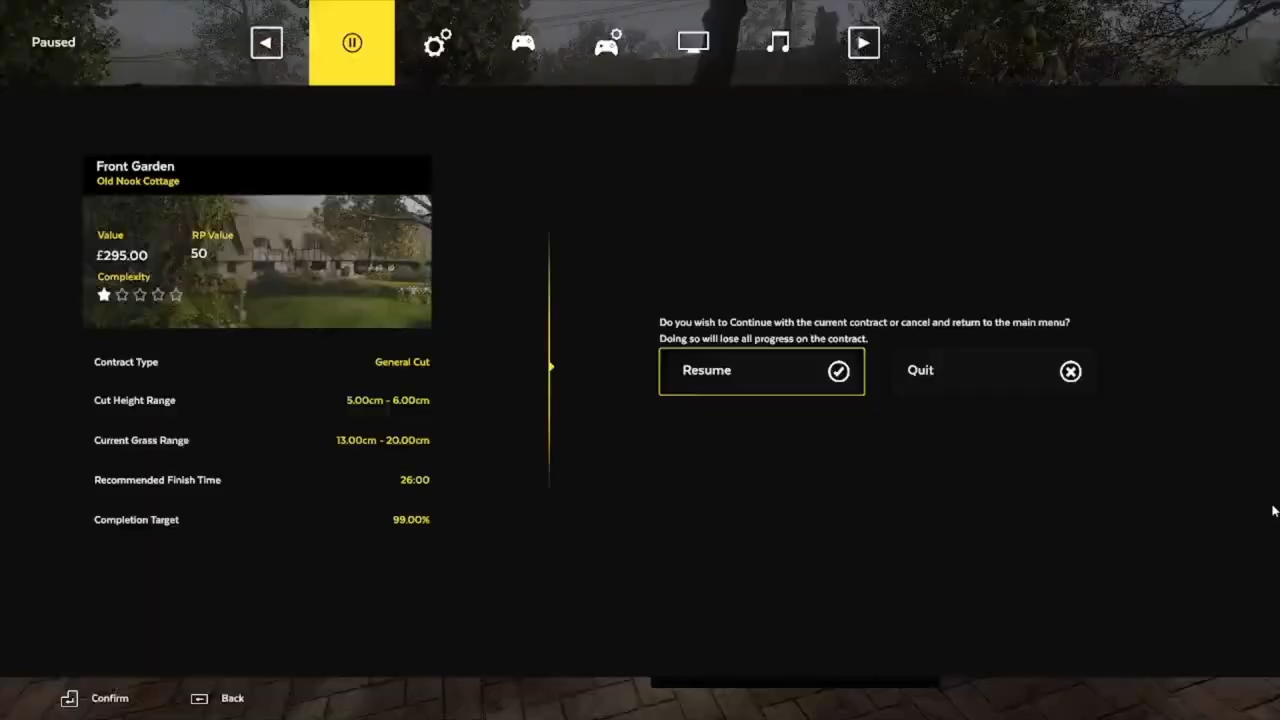 Paused
Front Garden
Old Nook Cottage
Value
RP Value
£295.00
50
Complexity
Contract Type
General Cut
Cut Height Range
5.00cm - 6.00cm
Current Grass Range
13.00cm - 20.00cm
Recommended Finish Time
26:00
Completion Target
99.00%
Do you wish to Continue with the current contract or cancel and return to the main menu?
Doing so will lose all progress on the contract.
Resume
Quit
Confirm
Back